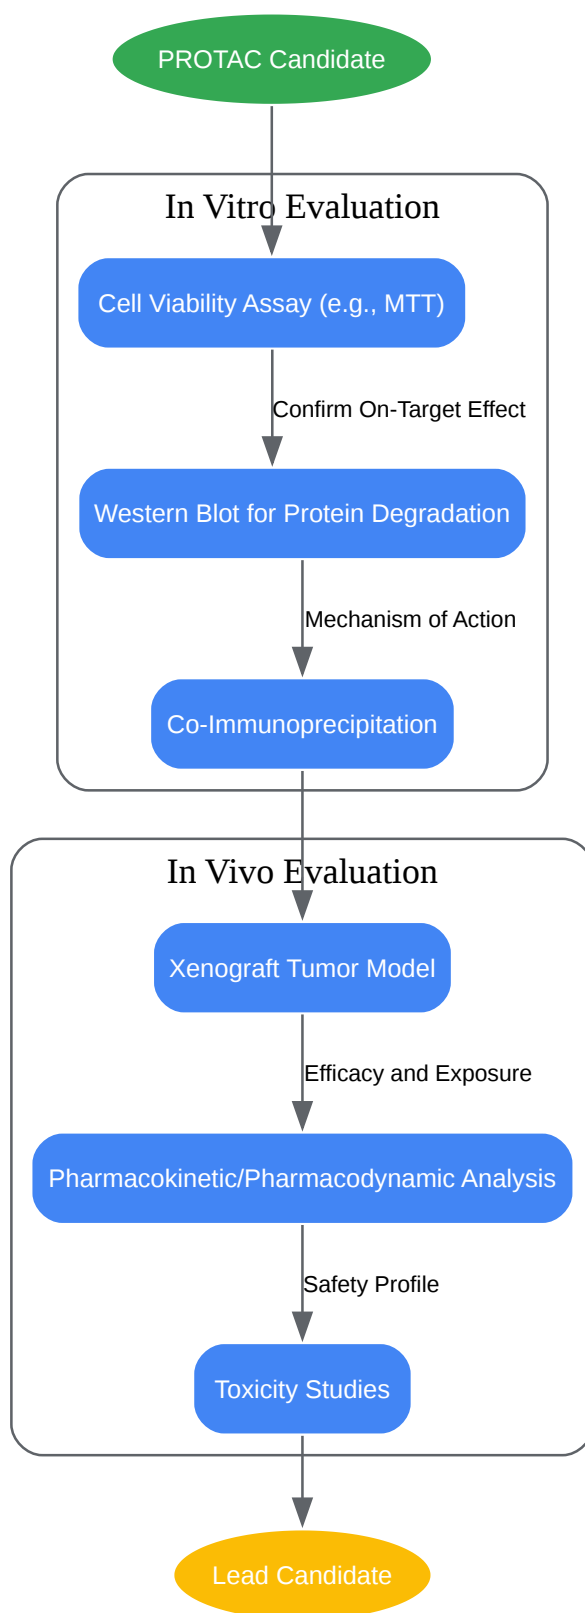 PROTAC Candidate
In Vitro Evaluation
Cell Viability Assay (e.g., MTT)
Confirm On-Target Effect
Western Blot for Protein Degradation
Mechanism of Action
Co-Immunoprecipitation
In Vivo Evaluation
Xenograft Tumor Model
Efficacy and Exposure
Pharmacokinetic/Pharmacodynamic Analysis
Safety Profile
Toxicity Studies
Lead Candidate